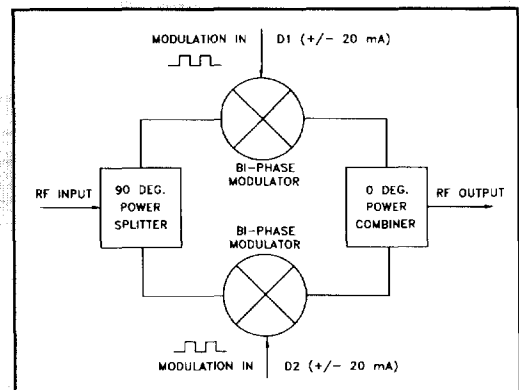 MODULATION IN D1 (+/- 20 mA)
BI-PHASE
MODULATOR
RF INPUT
90 DEG.
POWER
SPLITTER
0 DEG.
POWER
COMBINER
RF OUTPUT
BI-PHASE
MODULATOR
MODULATION IN D2 (+/- 20 mA)